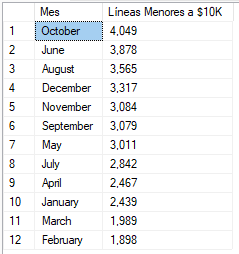 Mes Líneas Menores a $10K
1 October 4,049
2 June 3,878
3 August 3,565
4 December 3,317
5 November 3,084
6 September 3,079
7 May 3,011
8 July 2,842
9 April 2,467
10 January 2,439
11 March 1,989
12 February 1,898